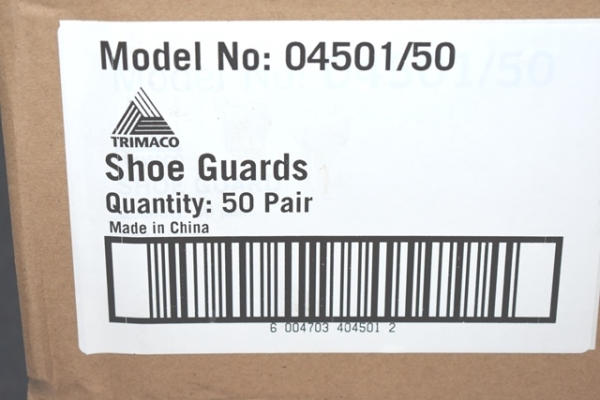 Model No: 04501/50
TRIMACO
Shoe Guards
Quantity: 50 Pair
Made in China
6 004703 404501 2